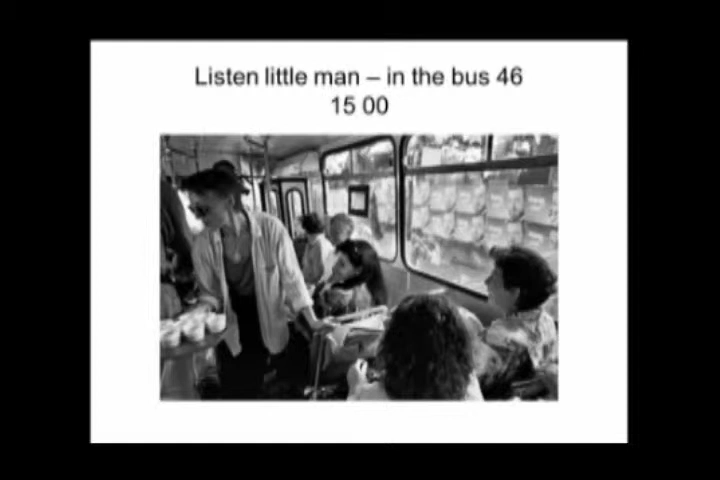 Listen little man – in the bus 46
15 00